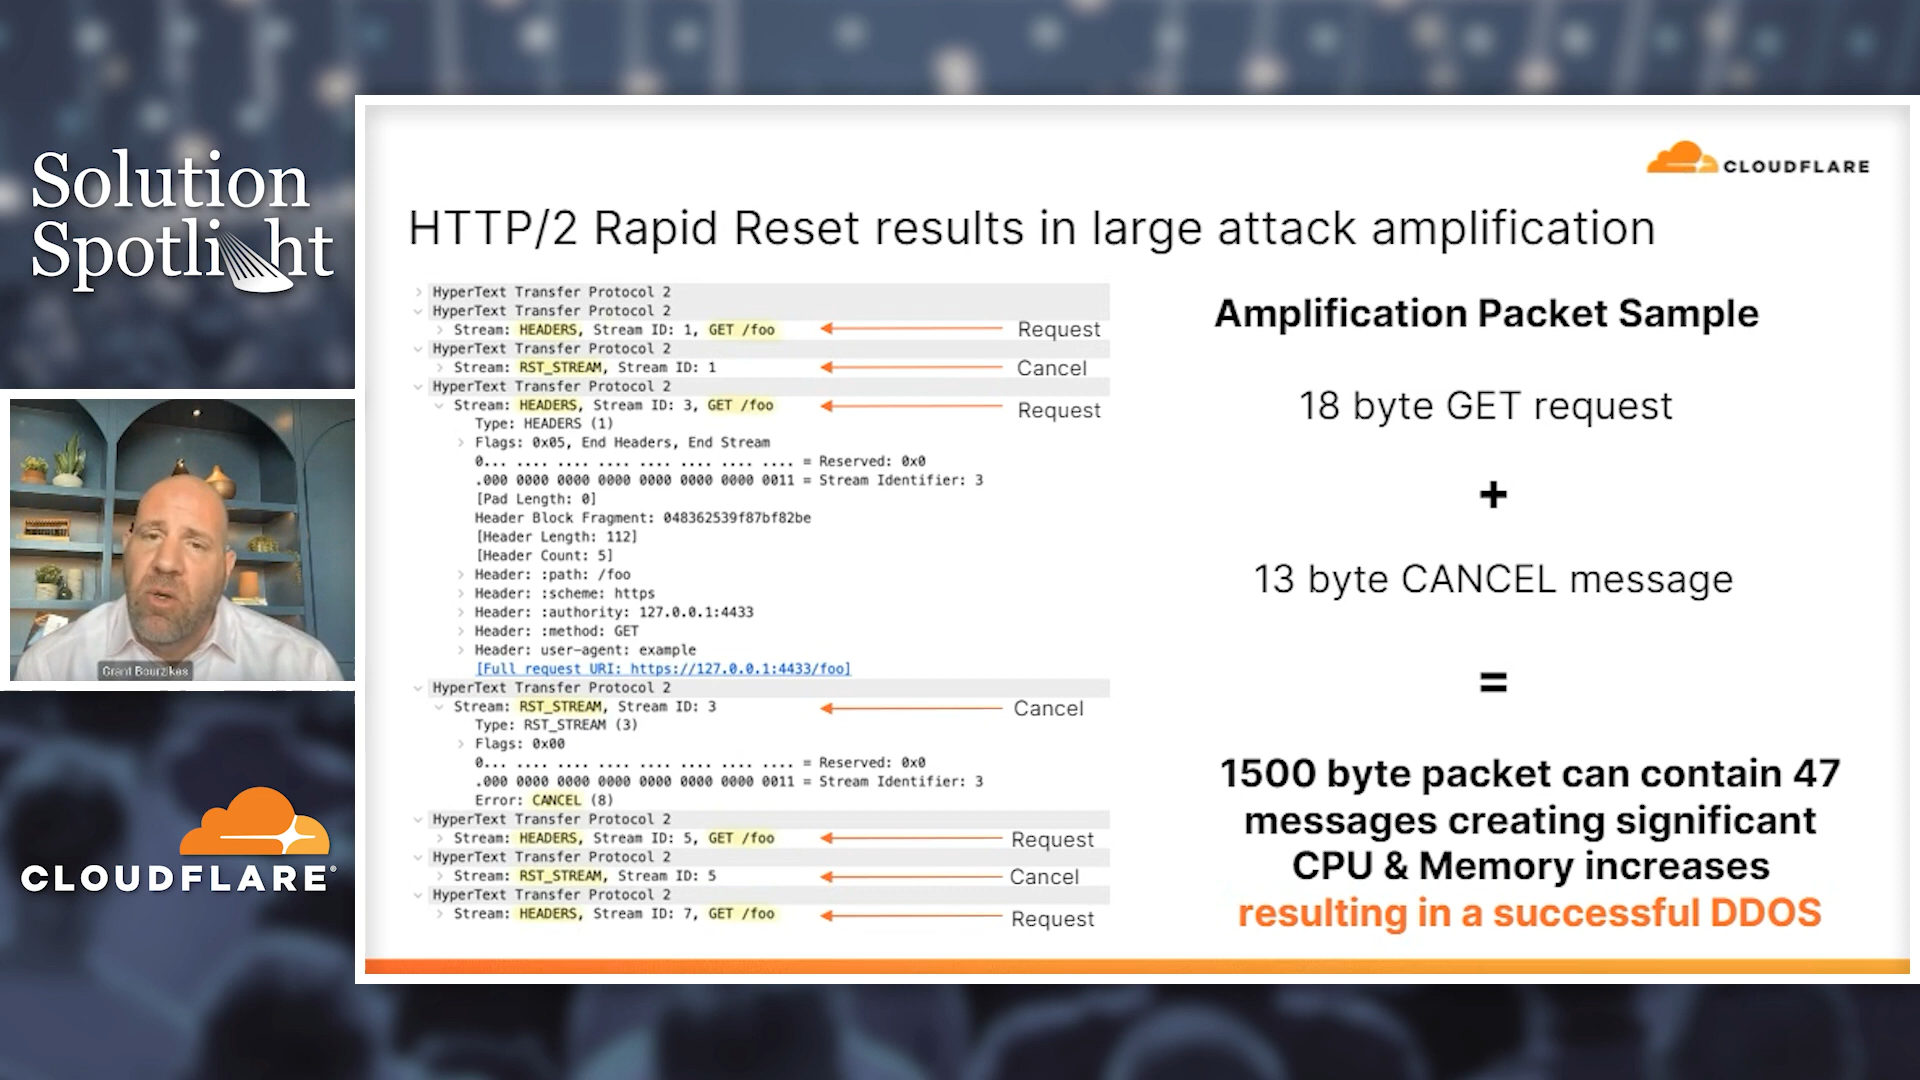 Solution
Spotlight
Grant Bourzikas
CLOUDFLARE
CLOUDFLARE
HTTP/2 Rapid Reset results in large attack amplification
HyperText Transfer Protocol 2
HyperText Transfer Protocol 2
Stream: HEADERS, Stream ID: 1, GET /foo
Request
HyperText Transfer Protocol 2
Stream: RST_STREAM, Stream ID: 1
Cancel
HyperText Transfer Protocol 2
Stream: HEADERS, Stream ID: 3, GET /foo
Request
Type: HEADERS (1)
Flags: 0x05, End Headers, End Stream
0... .... .... .... .... .... .... .... = Reserved: 0x0
.000 0000 0000 0000 0000 0000 0000 0011 = Stream Identifier: 3
[Pad Length: 0]
Header Block Fragment: 048362539f87bf82be
[Header Length: 112]
[Header Count: 5]
Header: :path: /foo
Header: :scheme: https
Header: :authority: 127.0.0.1:4433
Header: :method: GET
Header: user-agent: example
[Full request URI: https://127.0.0.1:4433/foo]
HyperText Transfer Protocol 2
Stream: RST_STREAM, Stream ID: 3
Cancel
Type: RST_STREAM (3)
Flags: 0x00
0... .... .... .... .... .... .... .... = Reserved: 0x0
.000 0000 0000 0000 0000 0000 0000 0011 = Stream Identifier: 3
Error: CANCEL (8)
HyperText Transfer Protocol 2
Stream: HEADERS, Stream ID: 5, GET /foo
Request
HyperText Transfer Protocol 2
Stream: RST_STREAM, Stream ID: 5
Cancel
HyperText Transfer Protocol 2
Stream: HEADERS, Stream ID: 7, GET /foo
Request
Amplification Packet Sample
18 byte GET request
+
13 byte CANCEL message
=
1500 byte packet can contain 47
messages creating significant
CPU & Memory increases
resulting in a successful DDOS